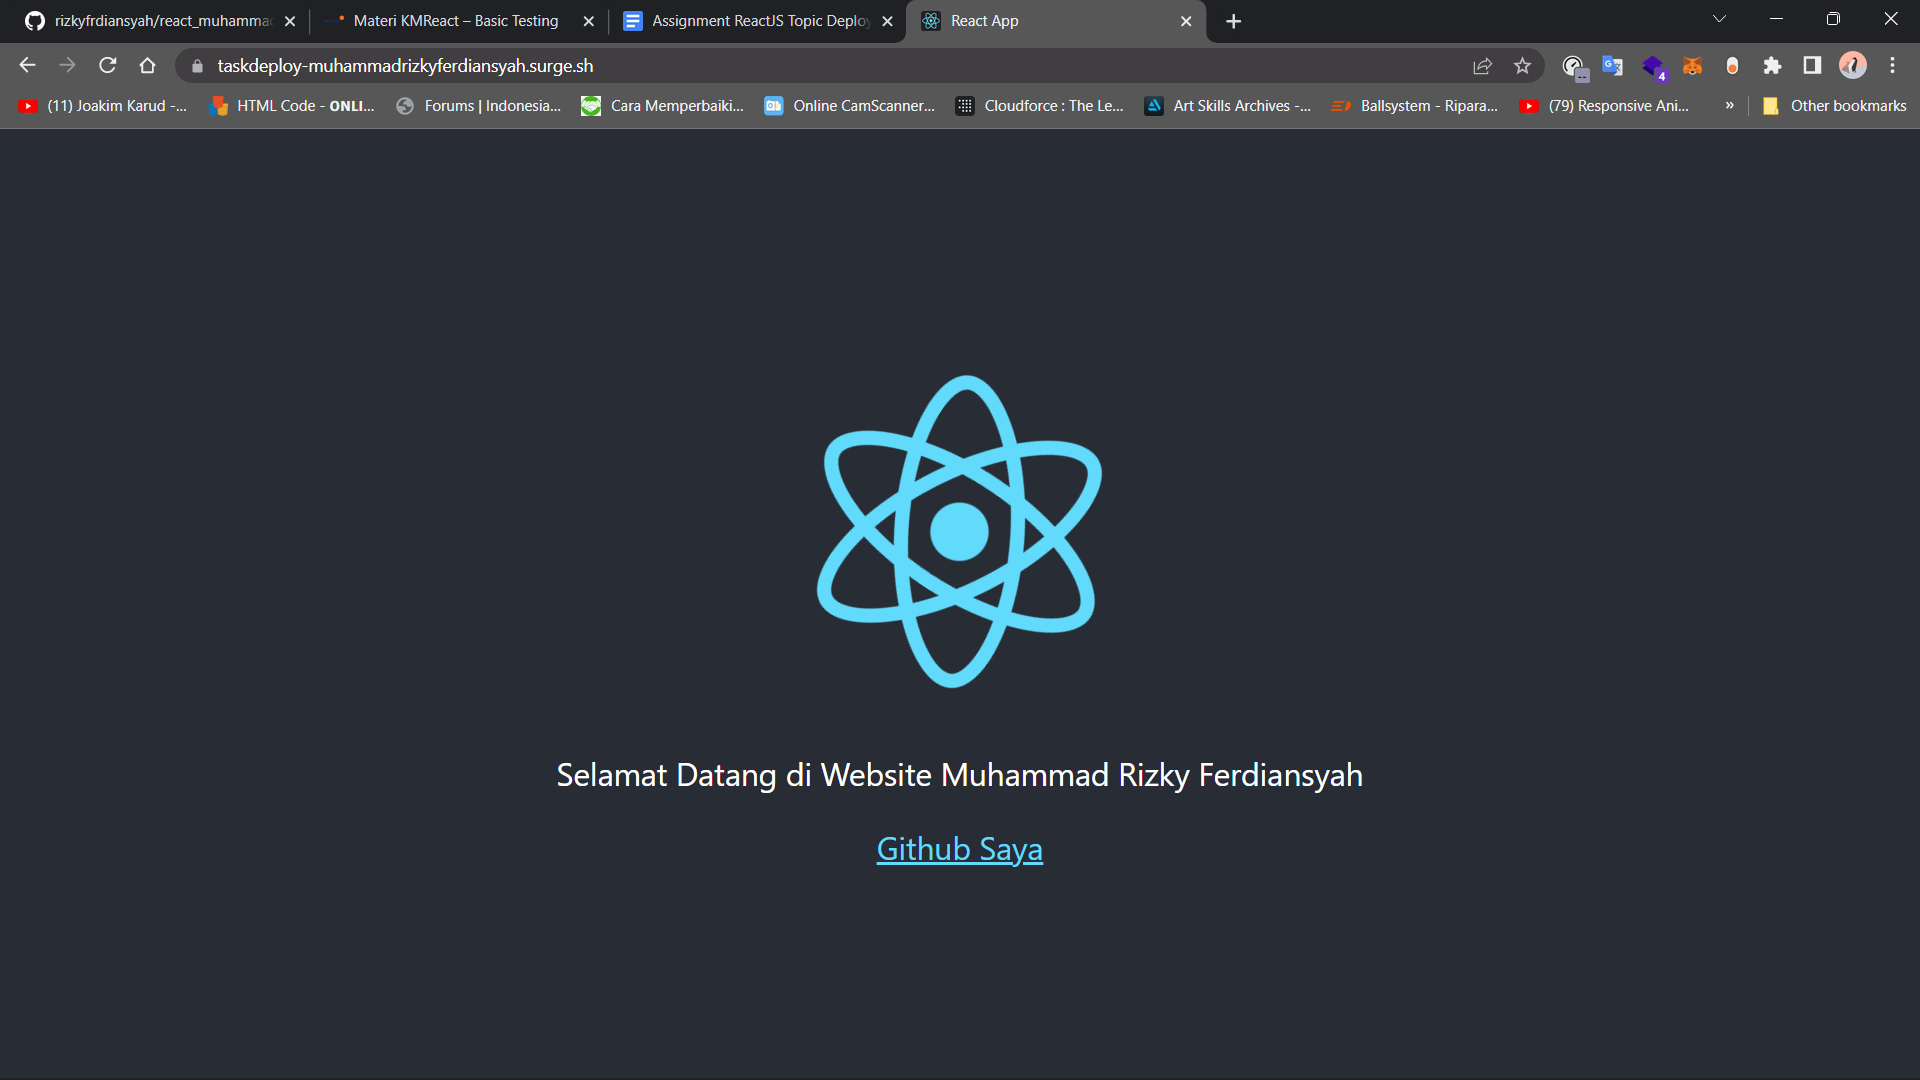 rizkyfrdiansyah/react_muhammad
Materi KMReact – Basic Testing
Assignment ReactJS Topic Deploy
React App
taskdeploy-muhammadrizkyferdiansyah.surge.sh
4
(11) Joakim Karud -...
HTML Code - ONLI...
Forums | Indonesia...
Cara Memperbaiki...
Online CamScanner...
Cloudforce : The Le...
Art Skills Archives -...
Ballsystem - Ripara...
(79) Responsive Ani...
»
Other bookmarks
Selamat Datang di Website Muhammad Rizky Ferdiansyah
Github Saya